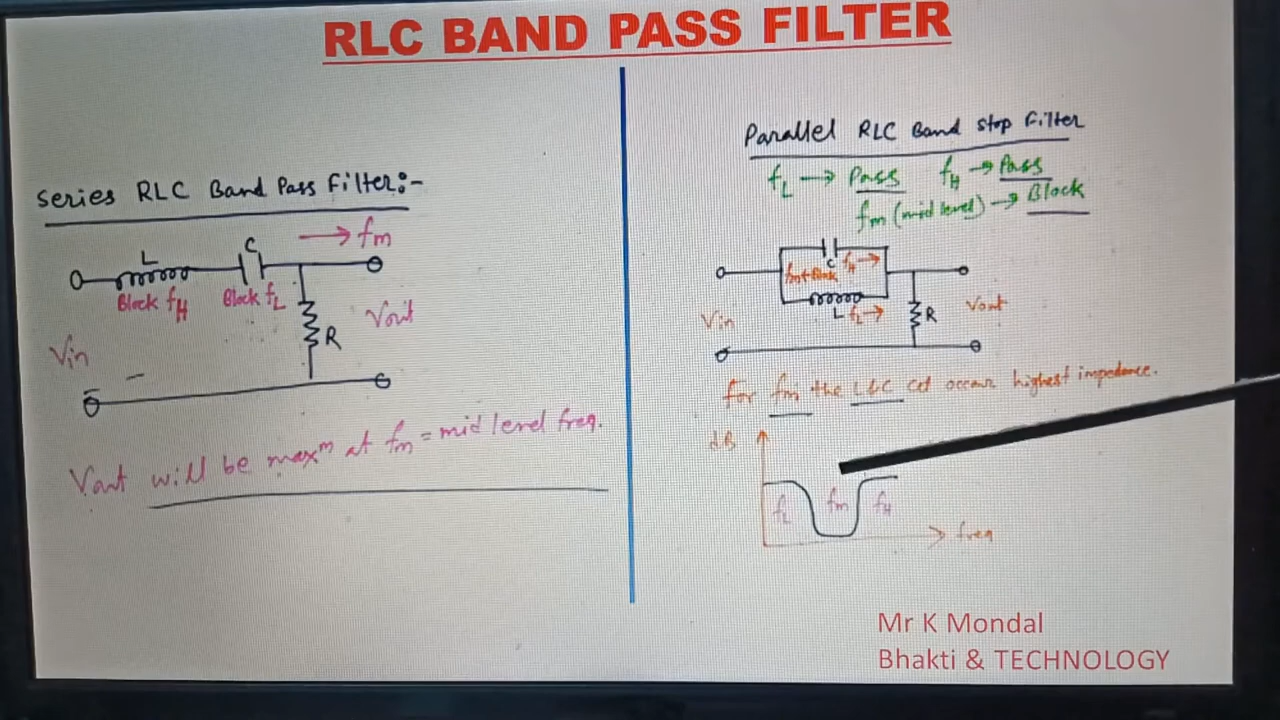 RLC BAND PASS FILTER
Series RLC Band Pass Filter:-
L
C
→ fm
Block fH
Block fL
Vin
R
Vout
Vout will be maxm at fm = mid level freq.
Parallel RLC Band Stop Filter
fL → Pass fH → Pass
fm (mid level) → Block
C
fH →
L fL →
Vin
R
Vout
For fm the L&C ckt occur highest impedance.
dB
fL fm fH
→ freq
Mr K Mondal
Bhakti & TECHNOLOGY